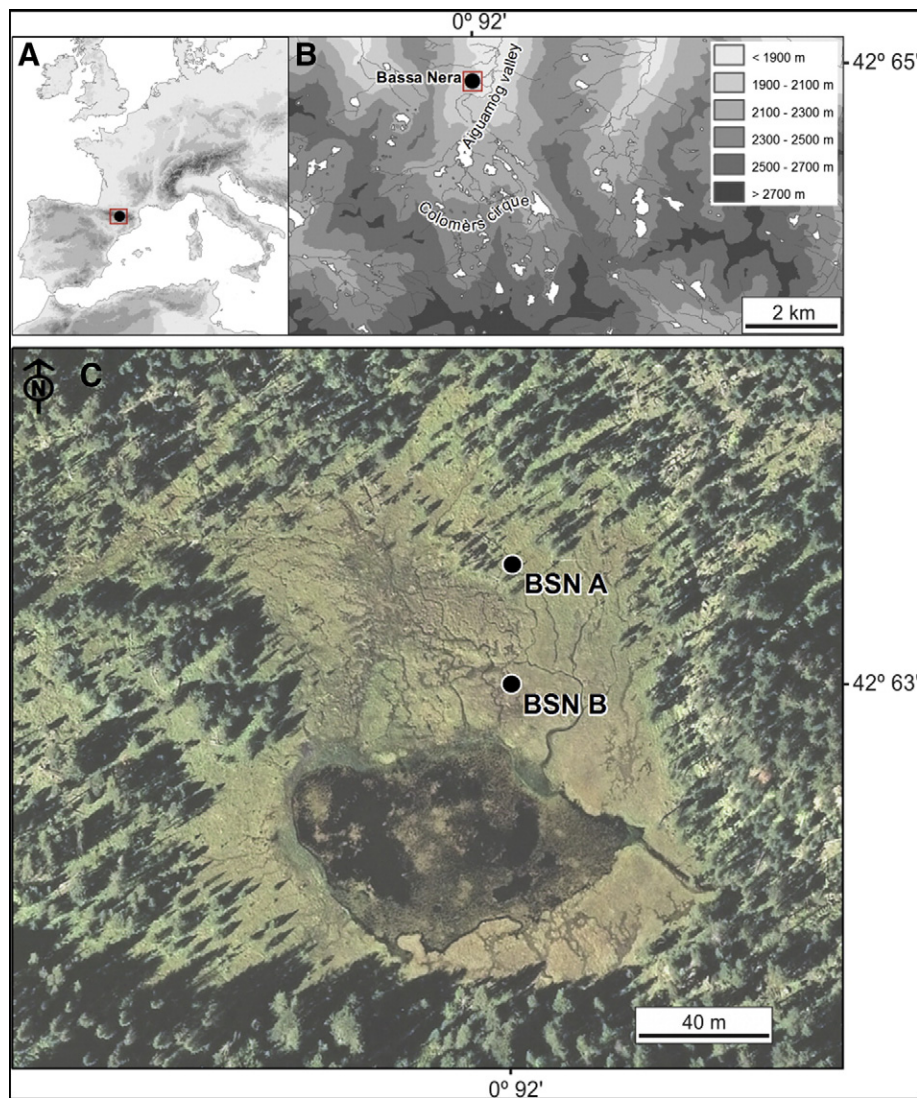 0º 92'
A
B
Bassa Nera
Aiguamòg valley
Colomèrs cirque
< 1900 m
1900 - 2100 m
2100 - 2300 m
2300 - 2500 m
2500 - 2700 m
> 2700 m
2 km
42º 65'
C
N
BSN A
BSN B
42º 63'
40 m
0º 92'